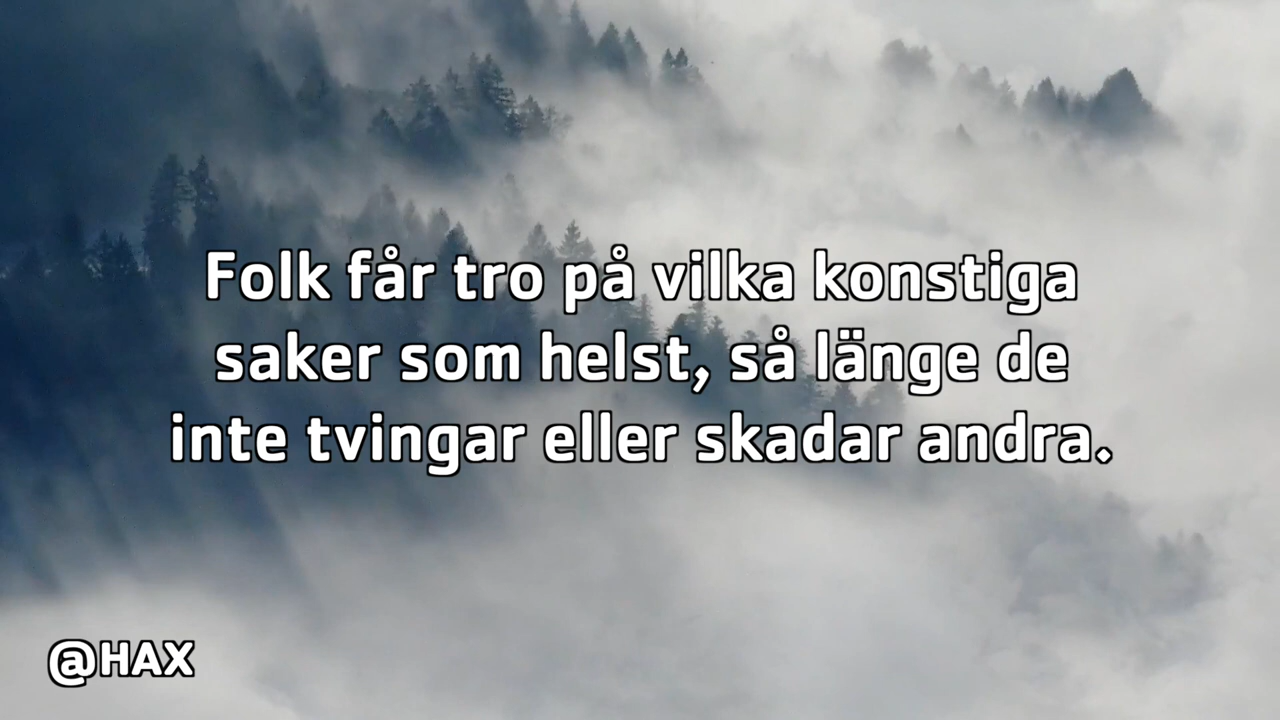 Folk får tro på vilka konstiga
saker som helst, så länge de
inte tvingar eller skadar andra.
@HAX